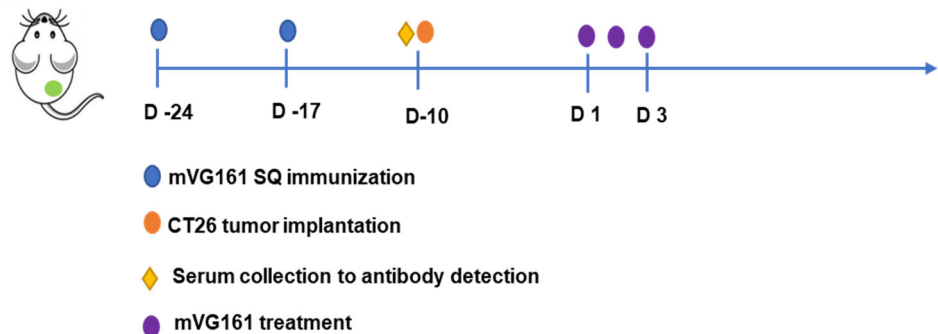 D -24
D -17
D-10
D 1
D 3
mVG161 SQ immunization
CT26 tumor implantation
Serum collection to antibody detection
mVG161 treatment